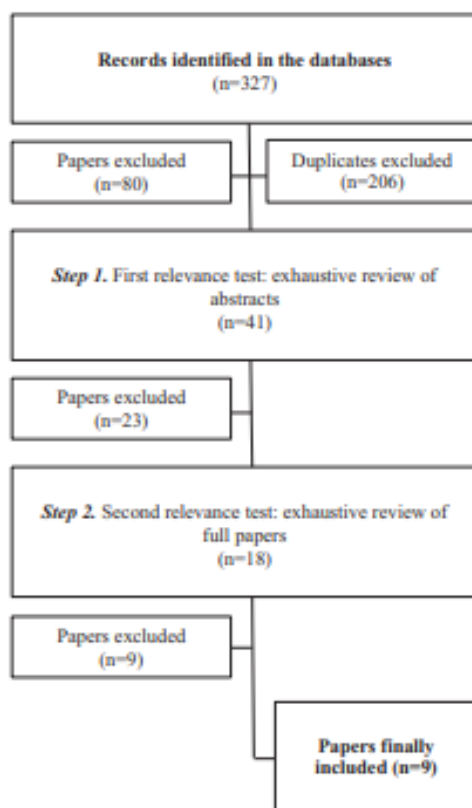 Records identified in the databases
(n=327)
Papers excluded
(n=80)
Duplicates excluded
(n=206)
Step 1. First relevance test: exhaustive review of
abstracts
(n=41)
Papers excluded
(n=23)
Step 2. Second relevance test: exhaustive review of
full papers
(n=18)
Papers excluded
(n=9)
Papers finally
included (n=9)